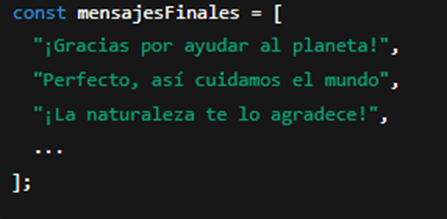 const mensajesFinales = [
"¡Gracias por ayudar al planeta!",
"Perfecto, así cuidamos el mundo",
"¡La naturaleza te lo agradece!",
...
];